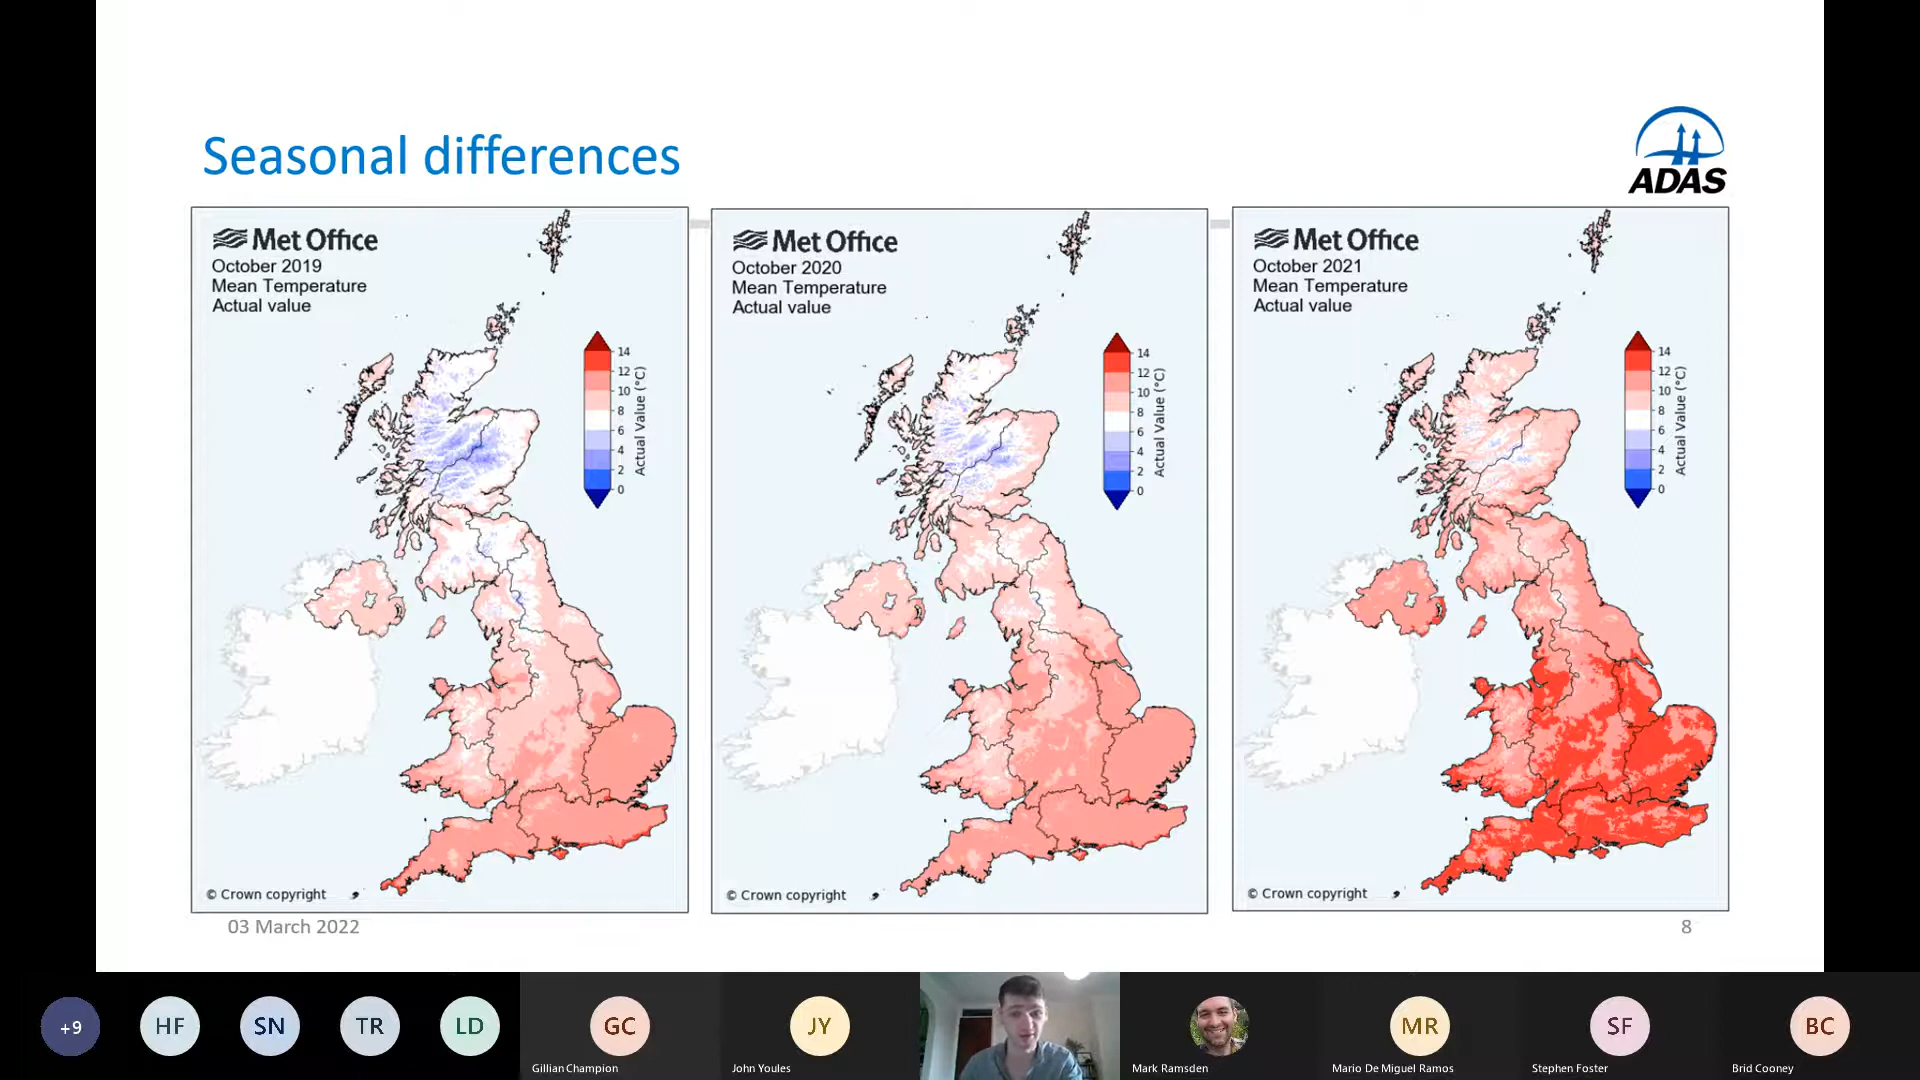 Seasonal differences
ADAS
Met Office
October 2019
Mean Temperature
Actual value
14
12
10
8
6
4
2
0
Actual Value (°C)
© Crown copyright
Met Office
October 2020
Mean Temperature
Actual value
14
12
10
8
6
4
2
0
Actual Value (°C)
© Crown copyright
Met Office
October 2021
Mean Temperature
Actual value
14
12
10
8
6
4
2
0
Actual Value (°C)
© Crown copyright
03 March 2022
8
+9
HF
SN
TR
LD
GC
Gillian Champion
JY
John Youles
Mark Ramsden
MR
Mario De Miguel Ramos
SF
Stephen Foster
BC
Brid Cooney